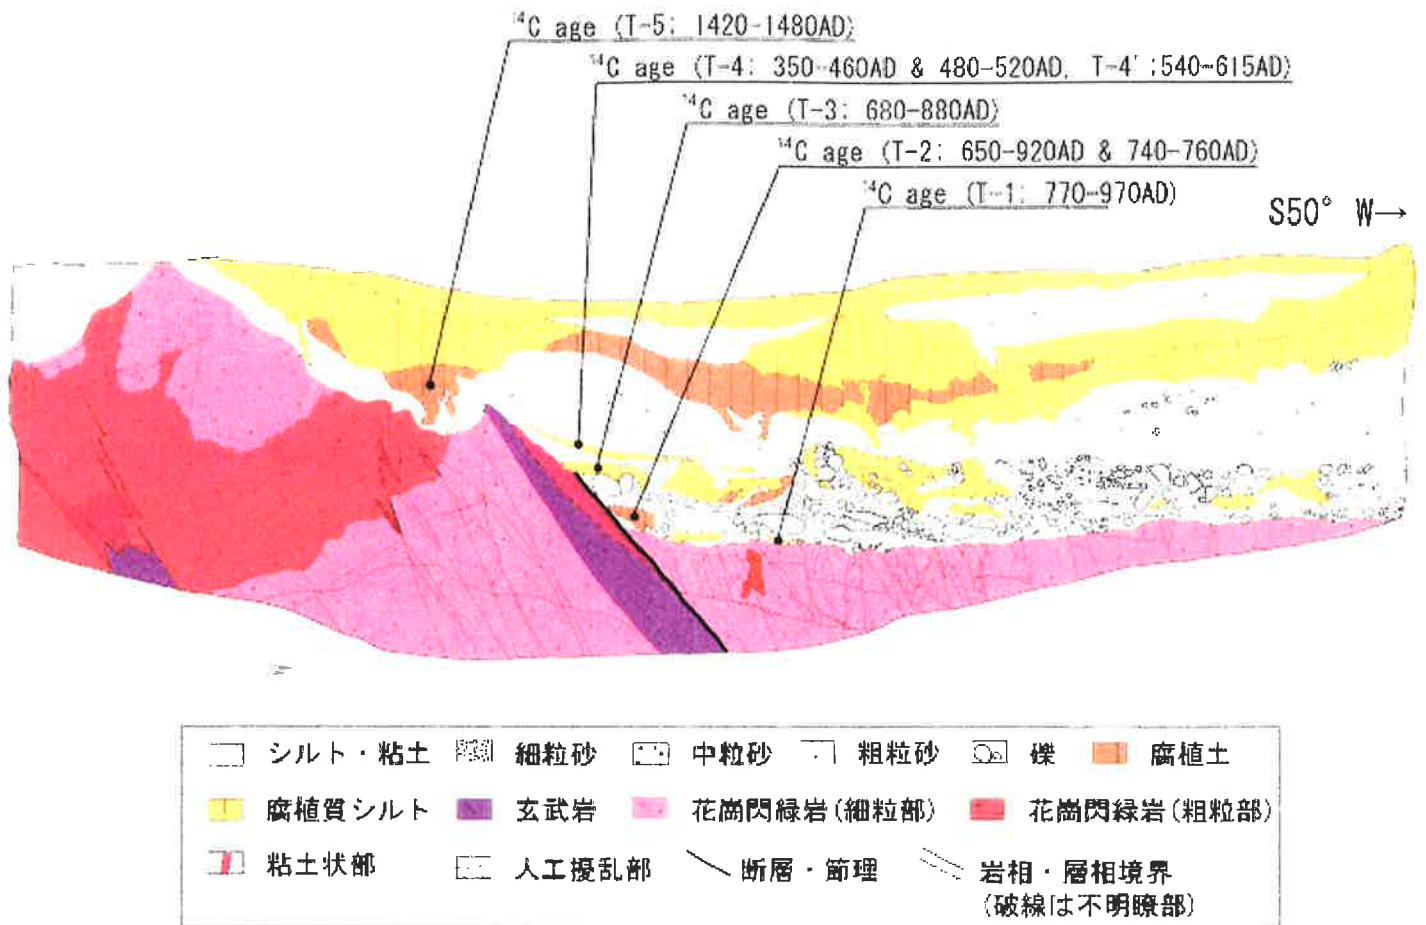 ¹⁴C age (T-5: 1420-1480AD)
¹⁴C age (T-4: 350-460AD & 480-520AD, T-4':540-615AD)
¹⁴C age (T-3: 680-880AD)
¹⁴C age (T-2: 650-920AD & 740-760AD)
¹⁴C age (T-1: 770-970AD)
S50° W→
シルト・粘土 細粒砂 中粒砂 粗粒砂 礫 腐植土
腐植質シルト 玄武岩 花崗閃緑岩(細粒部) 花崗閃緑岩(粗粒部)
粘土状部 人工擾乱部 断層・節理 岩相・層相境界
(破線は不明瞭部)